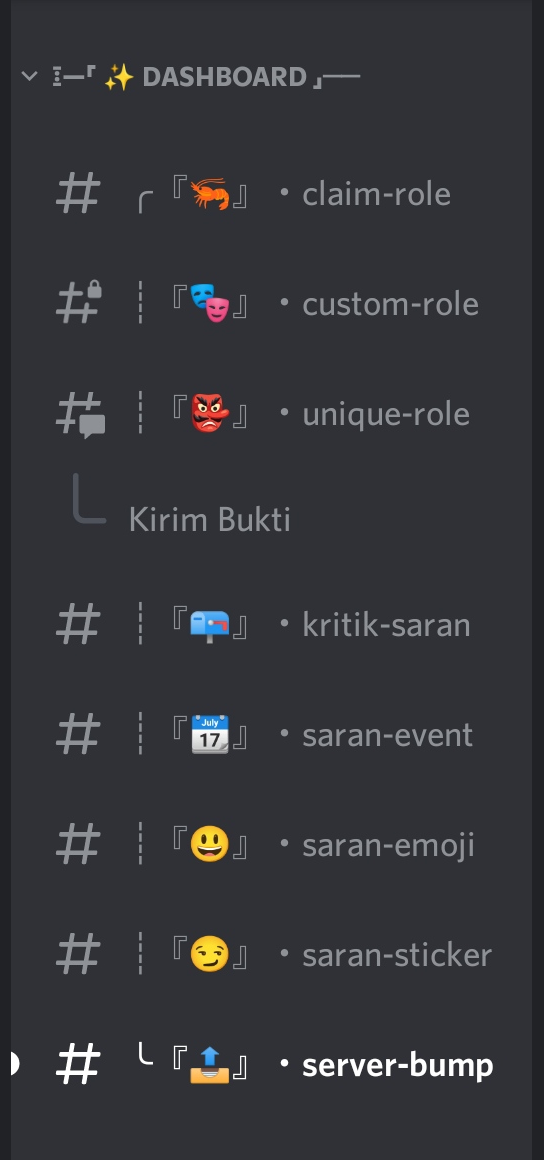 ┇─「 ✨ DASHBOARD 」──
╭『🦐』・claim-role
┊『🎭』・custom-role
┊『👺』・unique-role
Kirim Bukti
┊『📪』・kritik-saran
┊『📅』・saran-event
┊『😃』・saran-emoji
┊『😏』・saran-sticker
╰『📤』・server-bump